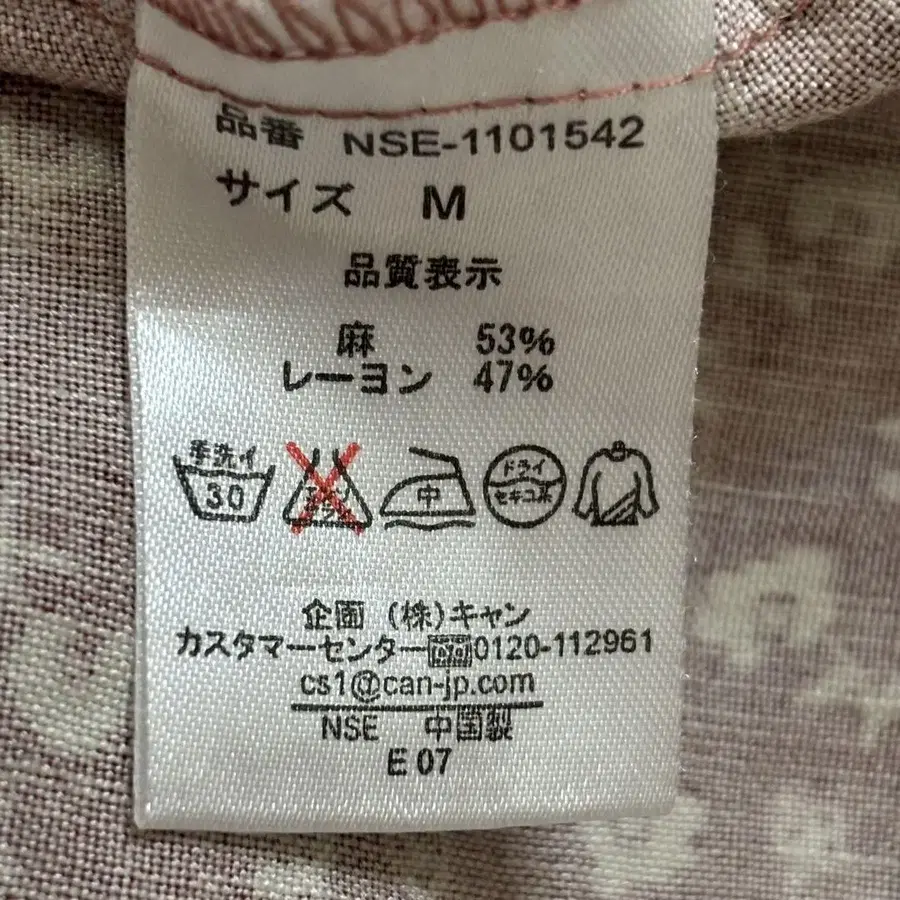 品番 NSE-1101542
サイズ M
品質表示
麻 53%
レーヨン 47%
手洗イ 30 中 ドライ セキユ系
企画 (株)キャン
カスタマーセンター 0120-112961
cs1@can-jp.com
NSE 中国製
E 07